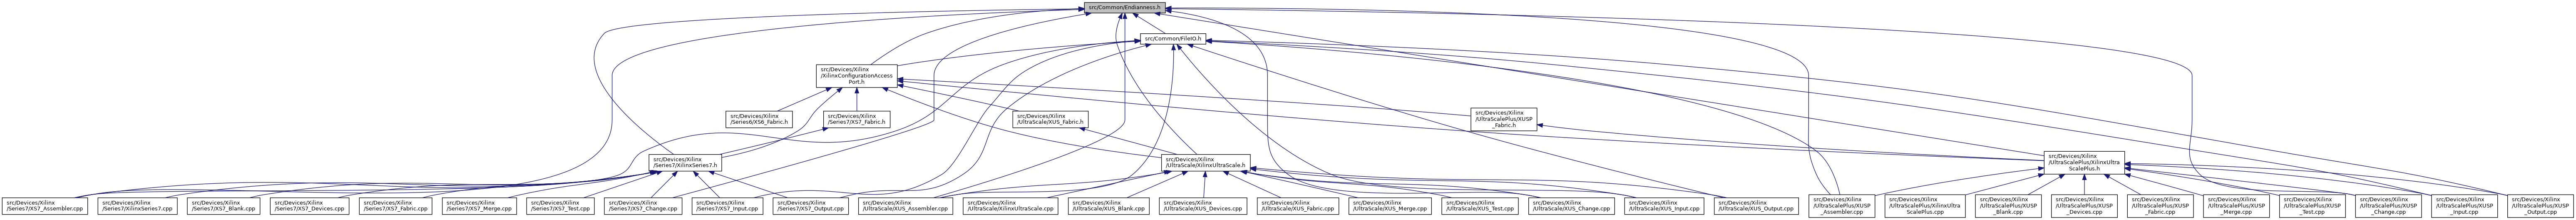 src/Common/Endianness.h
src/Common/FileIO.h
src/Devices/Xilinx
/XilinxConfigurationAccess
Port.h
src/Devices/Xilinx
/Series6/XS6_Fabric.h
src/Devices/Xilinx
/Series7/XS7_Fabric.h
src/Devices/Xilinx
/UltraScale/XUS_Fabric.h
src/Devices/Xilinx
/UltraScalePlus/XUSP
_Fabric.h
src/Devices/Xilinx
/Series7/XilinxSeries7.h
src/Devices/Xilinx
/UltraScale/XilinxUltraScale.h
src/Devices/Xilinx
/UltraScalePlus/XilinxUltra
ScalePlus.h
src/Devices/Xilinx
/Series7/XS7_Assembler.cpp
src/Devices/Xilinx
/Series7/XilinxSeries7.cpp
src/Devices/Xilinx
/Series7/XS7_Blank.cpp
src/Devices/Xilinx
/Series7/XS7_Devices.cpp
src/Devices/Xilinx
/Series7/XS7_Fabric.cpp
src/Devices/Xilinx
/Series7/XS7_Merge.cpp
src/Devices/Xilinx
/Series7/XS7_Test.cpp
src/Devices/Xilinx
/Series7/XS7_Change.cpp
src/Devices/Xilinx
/Series7/XS7_Input.cpp
src/Devices/Xilinx
/Series7/XS7_Output.cpp
src/Devices/Xilinx
/UltraScale/XUS_Assembler.cpp
src/Devices/Xilinx
/UltraScale/XilinxUltraScale.cpp
src/Devices/Xilinx
/UltraScale/XUS_Blank.cpp
src/Devices/Xilinx
/UltraScale/XUS_Devices.cpp
src/Devices/Xilinx
/UltraScale/XUS_Fabric.cpp
src/Devices/Xilinx
/UltraScale/XUS_Merge.cpp
src/Devices/Xilinx
/UltraScale/XUS_Test.cpp
src/Devices/Xilinx
/UltraScale/XUS_Change.cpp
src/Devices/Xilinx
/UltraScale/XUS_Input.cpp
src/Devices/Xilinx
/UltraScale/XUS_Output.cpp
src/Devices/Xilinx
/UltraScalePlus/XUSP
_Assembler.cpp
src/Devices/Xilinx
/UltraScalePlus/XilinxUltra
ScalePlus.cpp
src/Devices/Xilinx
/UltraScalePlus/XUSP
_Blank.cpp
src/Devices/Xilinx
/UltraScalePlus/XUSP
_Devices.cpp
src/Devices/Xilinx
/UltraScalePlus/XUSP
_Fabric.cpp
src/Devices/Xilinx
/UltraScalePlus/XUSP
_Merge.cpp
src/Devices/Xilinx
/UltraScalePlus/XUSP
_Test.cpp
src/Devices/Xilinx
/UltraScalePlus/XUSP
_Change.cpp
src/Devices/Xilinx
/UltraScalePlus/XUSP
_Input.cpp
src/Devices/Xilinx
/UltraScalePlus/XUSP
_Output.cpp